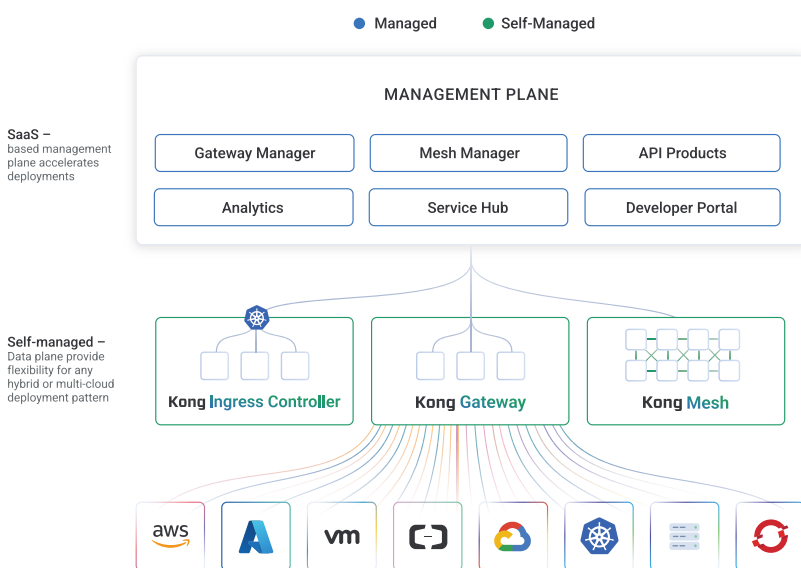 Managed
Self-Managed
MANAGEMENT PLANE
SaaS –
based management
plane accelerates
deployments
Gateway Manager
Mesh Manager
API Products
Analytics
Service Hub
Developer Portal
Self-managed –
Data plane provide
flexibility for any
hybrid or multi-cloud
deployment pattern
Kong Ingress Controller
Kong Gateway
Kong Mesh
aws
vm